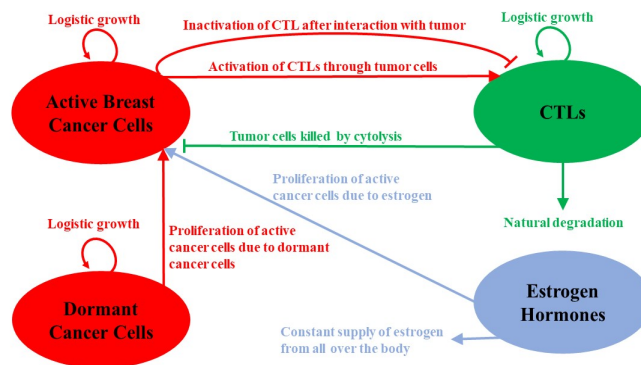 Logistic growth
Inactivation of CTL after interaction with tumor
Logistic growth
Activation of CTLs through tumor cells
Active Breast
Cancer Cells
CTLs
Tumor cells killed by cytolysis
Proliferation of active
cancer cells due to estrogen
Natural degradation
Logistic growth
Proliferation of active
cancer cells due to dormant
cancer cells
Dormant
Cancer Cells
Estrogen
Hormones
Constant supply of estrogen
from all over the body